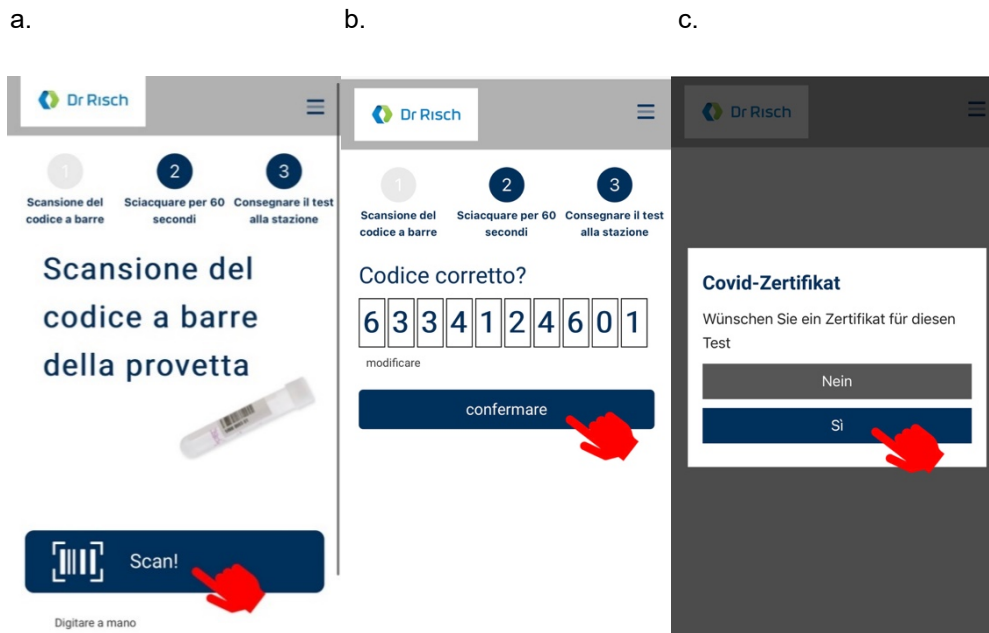 a.
b.
c.
Dr Risch
1
2
3
Scansione del
codice a barre
Sciacquare per 60
secondi
Consegnare il test
alla stazione
Scansione del
codice a barre
della provetta
Scan!
Digitare a mano
Dr Risch
1
2
3
Scansione del
codice a barre
Sciacquare per 60
secondi
Consegnare il test
alla stazione
Codice corretto?
6334124601
modificare
confermare
Dr Risch
Covid-Zertifikat
Wünschen Sie ein Zertifikat für diesen
Test
Nein
Sì